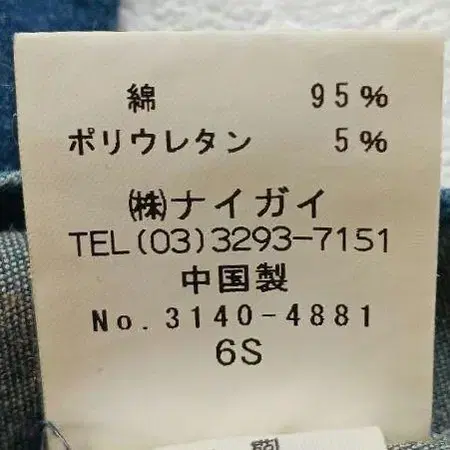 綿 95%
ポリウレタン 5%
㈱ナイガイ
TEL(03)3293-7151
中国製
No.3140-4881
6S